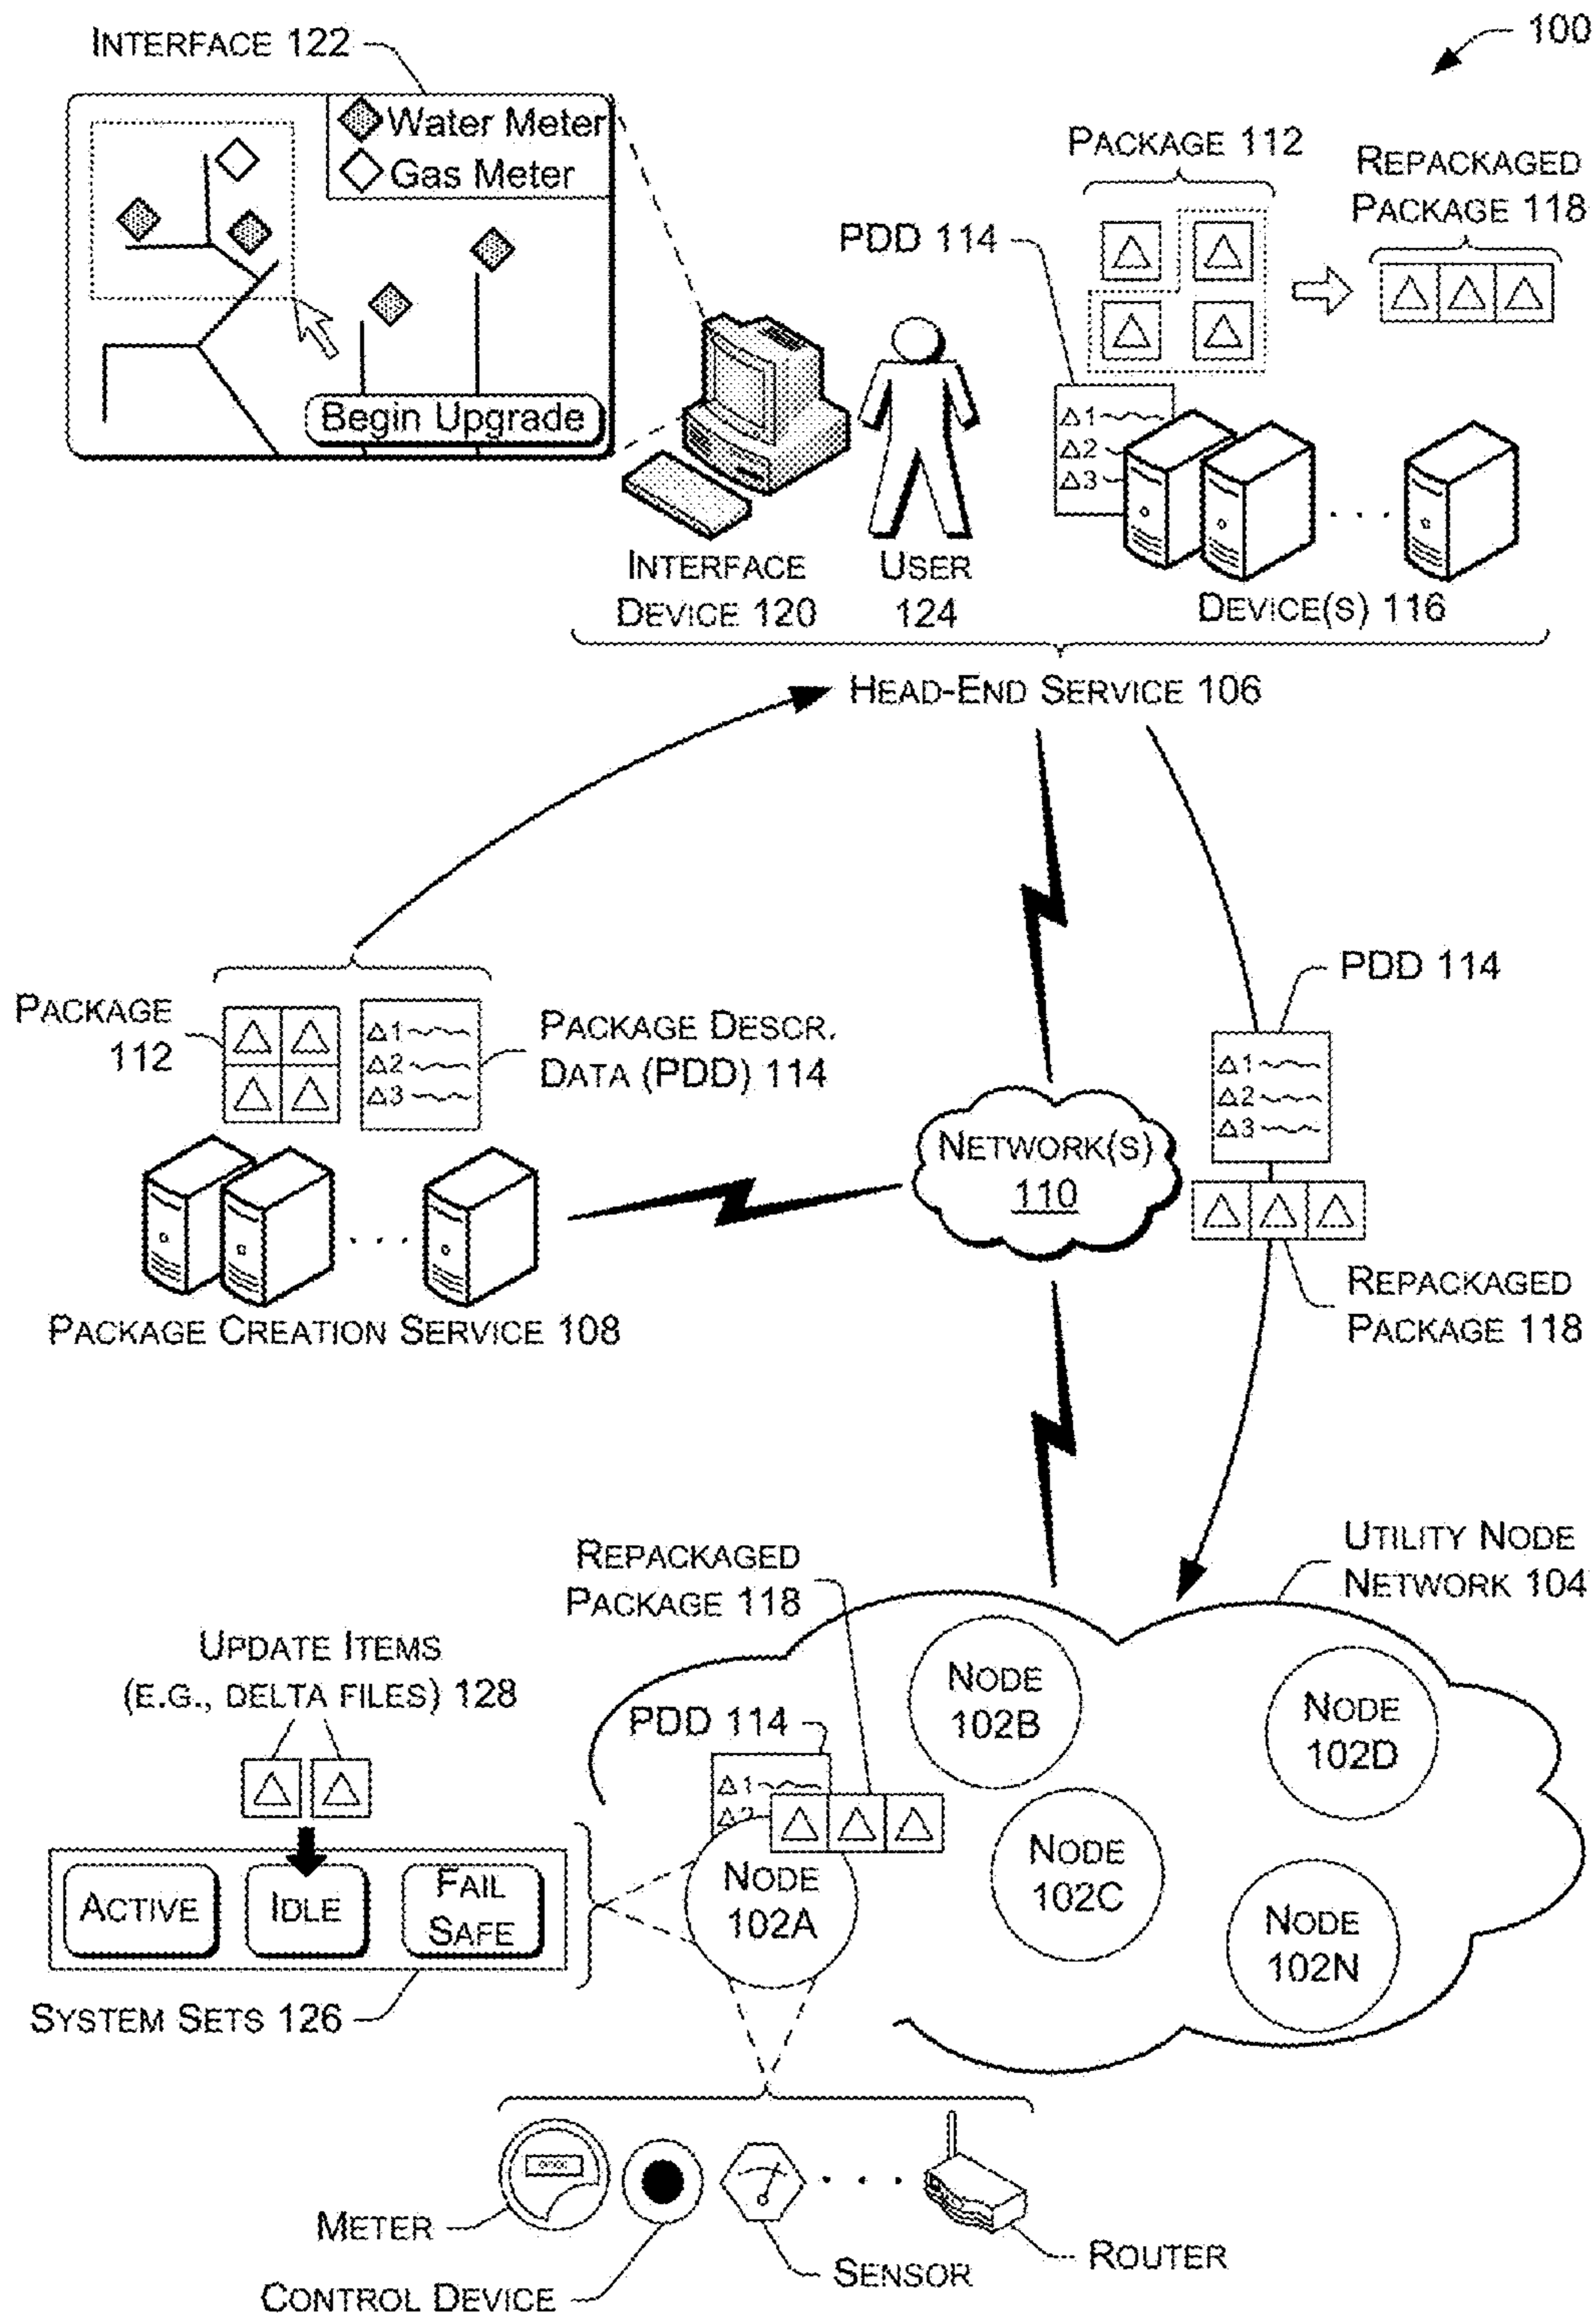 INTERFACE 122
100
Water Meter
Gas Meter
Begin Upgrade
PACKAGE 112
REPACKAGED
PACKAGE 118
PDD 114
Δ1
Δ2
Δ3
INTERFACE
DEVICE 120
USER
124
DEVICE(S) 116
HEAD-END SERVICE 106
PACKAGE
112
Δ1
Δ2
Δ3
PACKAGE DESCR.
DATA (PDD) 114
PDD 114
Δ1
Δ2
Δ3
NETWORK(S)
110
REPACKAGED
PACKAGE 118
PACKAGE CREATION SERVICE 108
UTILITY NODE
NETWORK 104
REPACKAGED
PACKAGE 118
UPDATE ITEMS
(E.G., DELTA FILES) 128
PDD 114
Δ1
Δ2
NODE
102B
NODE
102D
NODE
102C
NODE
102A
NODE
102N
ACTIVE
IDLE
FAIL
SAFE
SYSTEM SETS 126
METER
CONTROL DEVICE
SENSOR
ROUTER